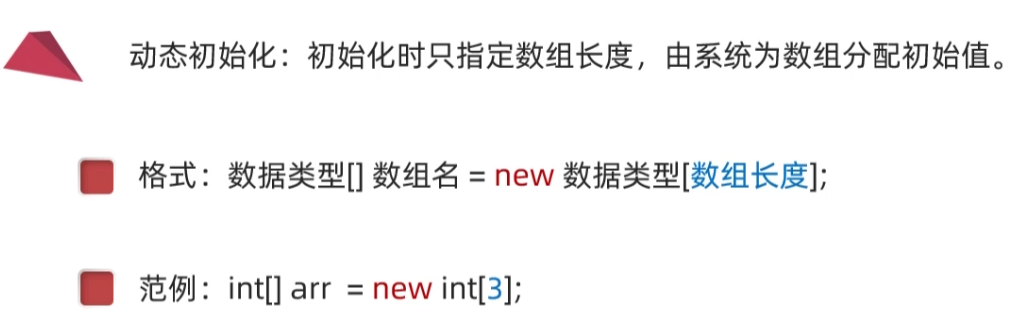 动态初始化：初始化时只指定数组长度，由系统为数组分配初始值。
格式：数据类型[] 数组名 = new 数据类型[数组长度];
范例：int[] arr = new int[3];